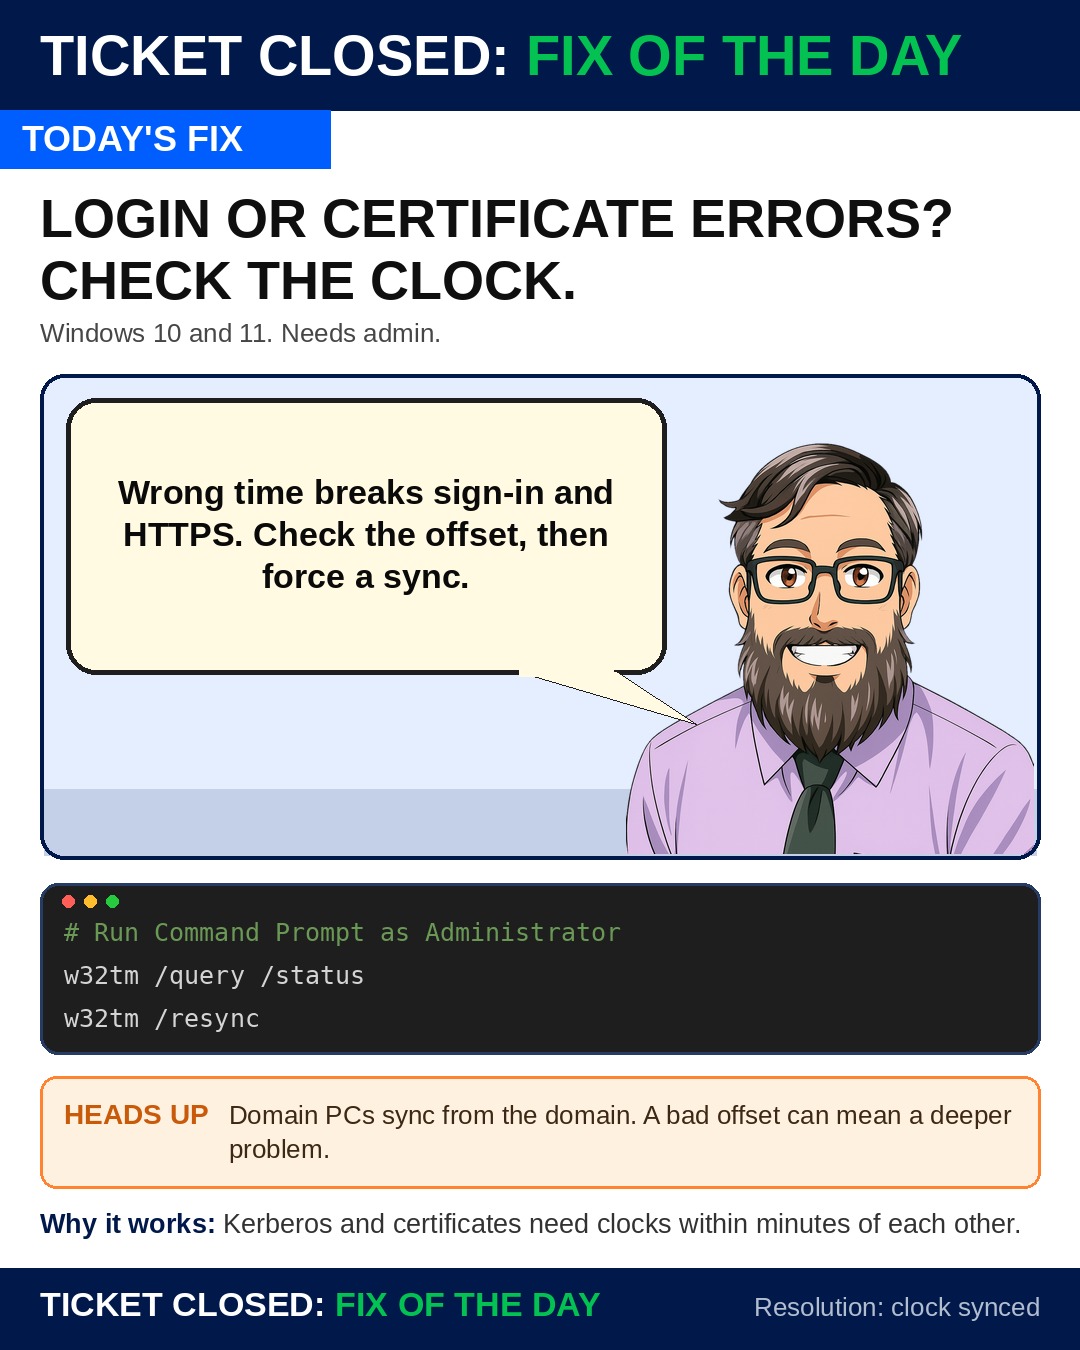 TICKET CLOSED: FIX OF THE DAY
TODAY'S FIX
LOGIN OR CERTIFICATE ERRORS?
CHECK THE CLOCK.
Windows 10 and 11. Needs admin.
Wrong time breaks sign-in and
HTTPS. Check the offset, then
force a sync.
# Run Command Prompt as Administrator
w32tm /query /status
w32tm /resync
HEADS UP Domain PCs sync from the domain. A bad offset can mean a deeper
problem.
Why it works: Kerberos and certificates need clocks within minutes of each other.
TICKET CLOSED: FIX OF THE DAY Resolution: clock synced